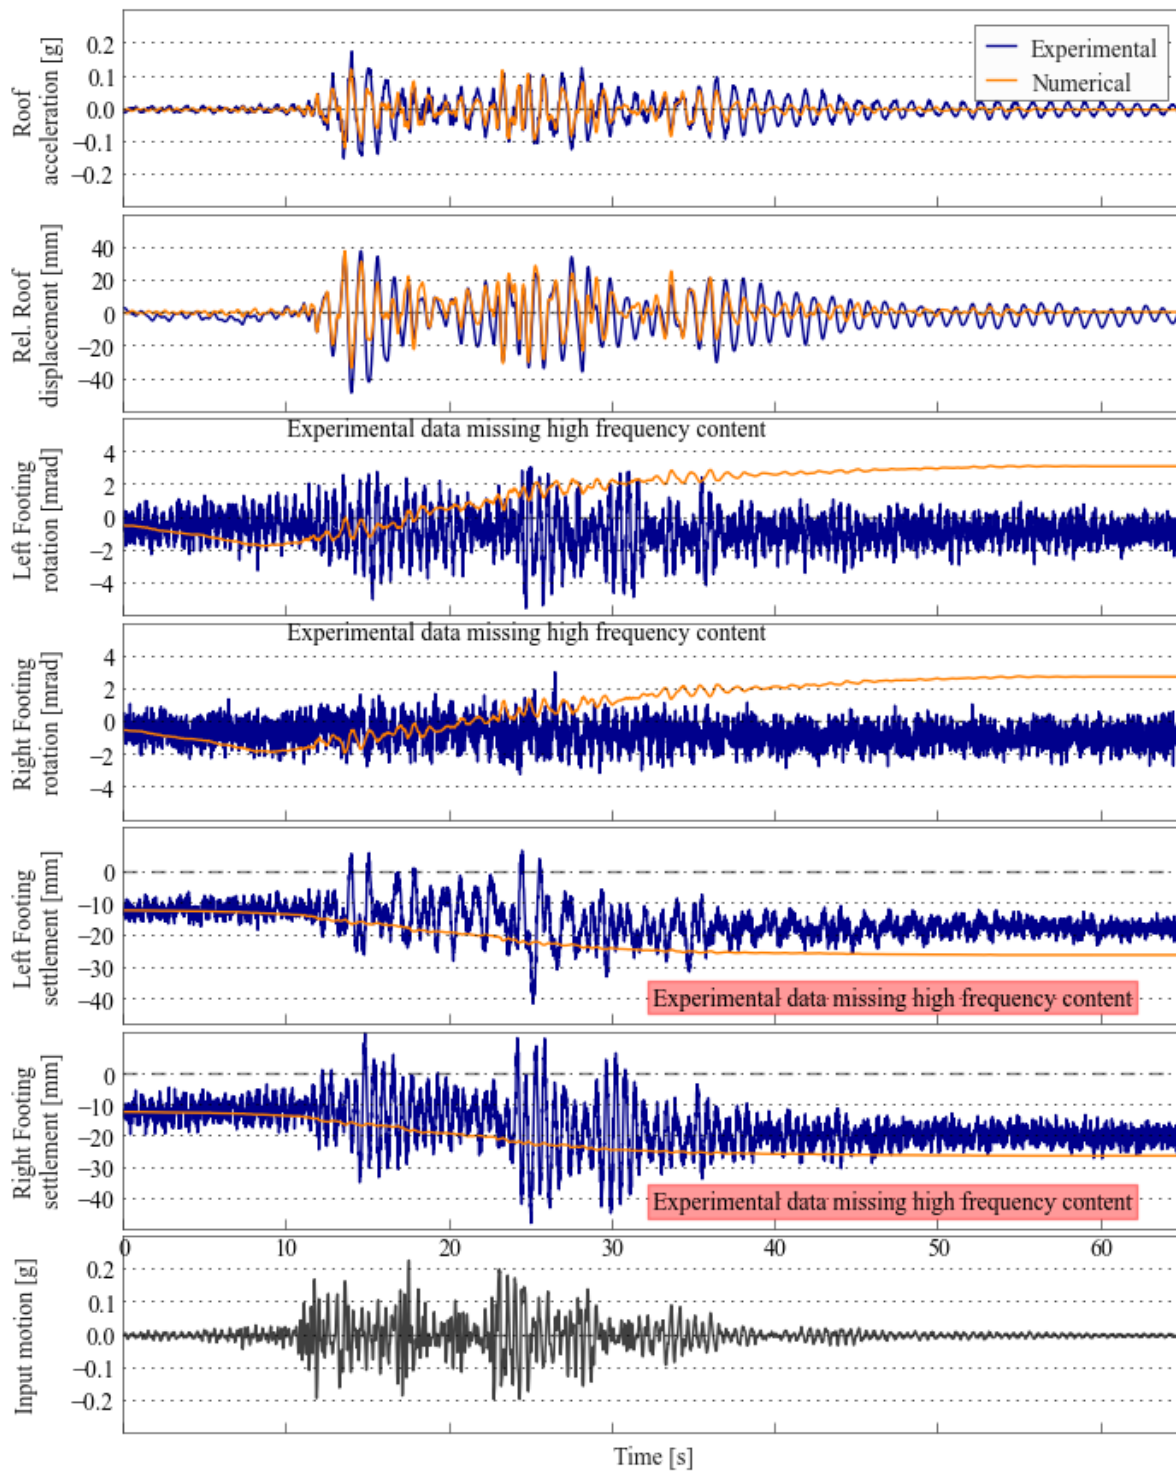 Roof
acceleration [g]
0.2
0.1
0.0
−0.1
−0.2
Experimental
Numerical
Rel. Roof
displacement [mm]
40
20
0
−20
−40
Experimental data missing high frequency content
Left Footing
rotation [mrad]
4
2
0
−2
−4
Experimental data missing high frequency content
Right Footing
rotation [mrad]
4
2
0
−2
−4
Left Footing
settlement [mm]
0
−10
−20
−30
−40
Experimental data missing high frequency content
Right Footing
settlement [mm]
0
−10
−20
−30
−40
Experimental data missing high frequency content
0 10 20 30 40 50 60
Input motion [g]
0.2
0.1
0.0
−0.1
−0.2
Time [s]